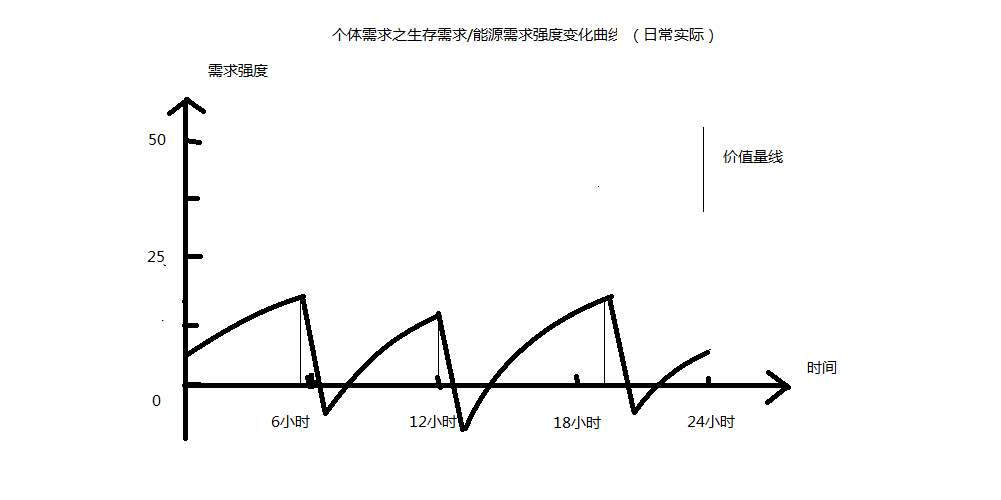 个体需求之生存需求/能源需求强度变化曲线（日常实际）
需求强度
50
价值量线
25
时间
0
6小时
12小时
18小时
24小时